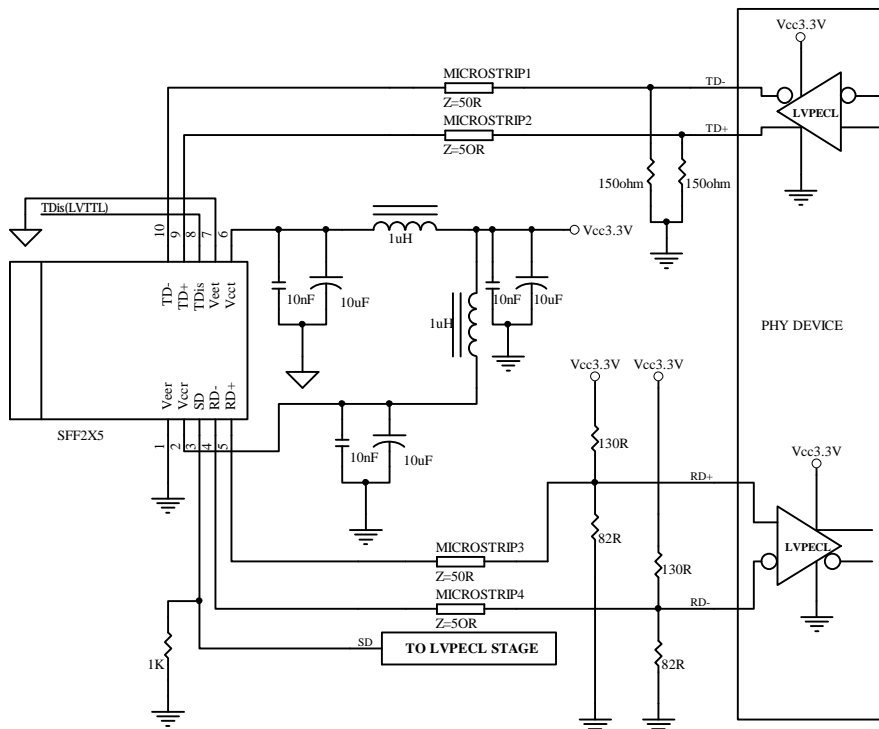 Vcc3.3V
MICROSTRIP1
TD-
Z=50R
LVPECL
MICROSTRIP2
TD+
Z=5OR
150ohm
150ohm
TDis(LVTTL)
10
9
8
7
6
1uH
Vcc3.3V
TD-
TD+
TDis
Veet
Vcct
10nF
10uF
10nF
10uF
1uH
PHY DEVICE
Veer
Vccr
SD
RD-
RD+
Vcc3.3V
Vcc3.3V
SFF2X5
1
2
3
4
5
10nF
10uF
130R
Vcc3.3V
RD+
82R
MICROSTRIP3
LVPECL
Z=50R
130R
MICROSTRIP4
RD-
Z=5OR
SD
TO LVPECL STAGE
1K
82R